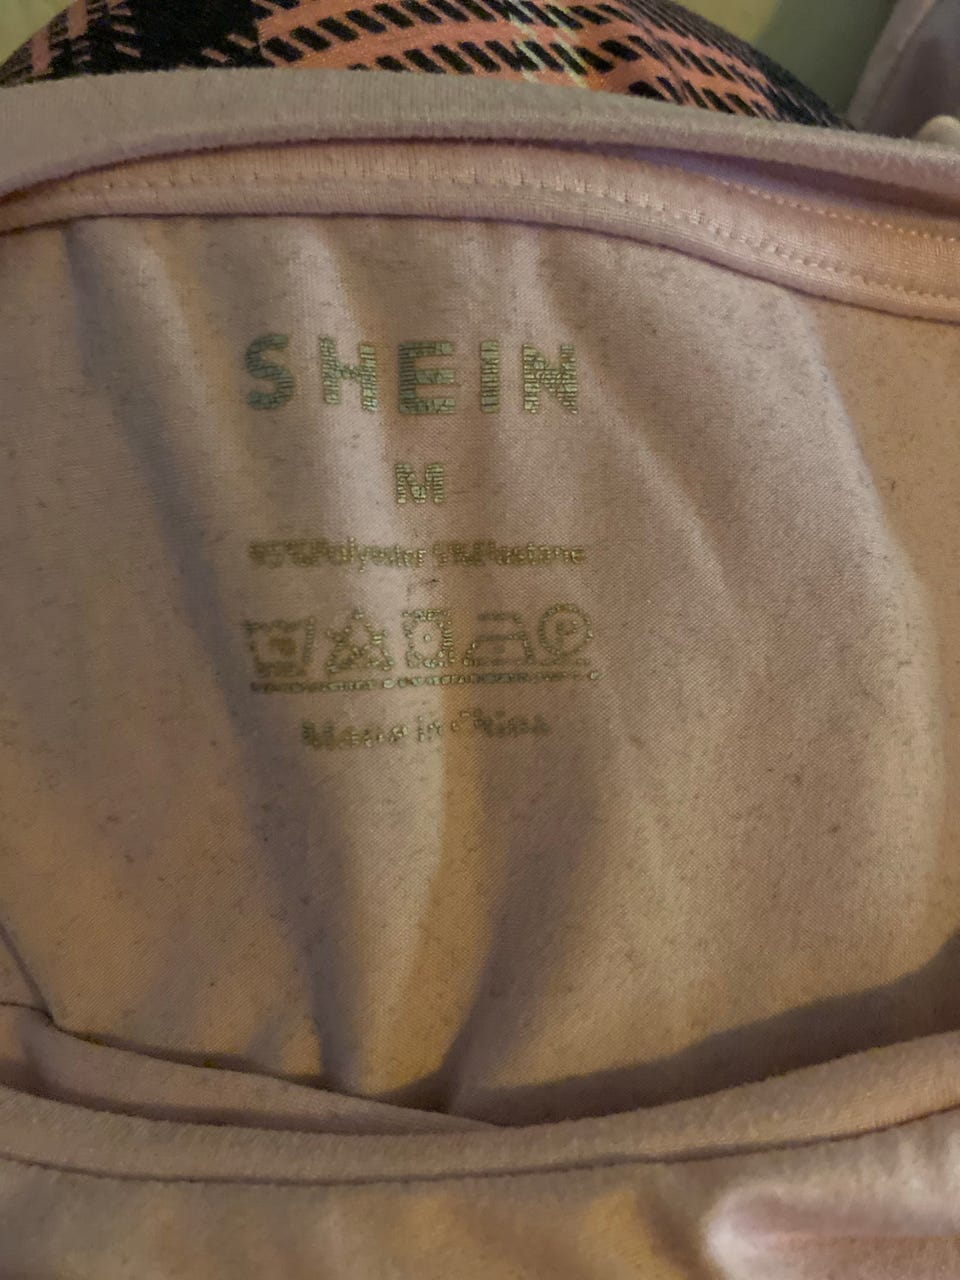 SHEIN
M
95%Polyester 5%Elastane
Made in China